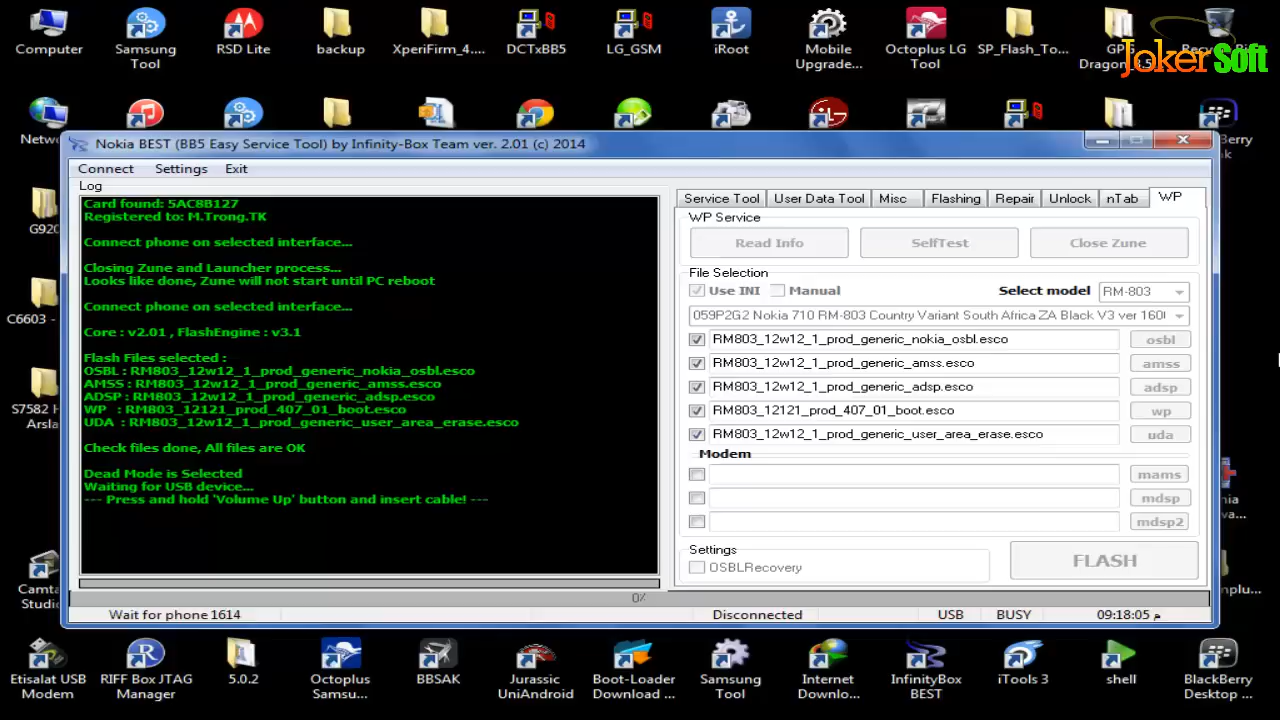 Computer
Samsung Tool
RSD Lite
backup
XperiFirm_4....
DCTxBB5
LG_GSM
iRoot
Mobile Upgrade...
Octoplus LG Tool
SP_Flash_To...
Dragon_
JokerSoft
Nokia BEST (BB5 Easy Service Tool) by Infinity-Box Team ver. 2.01 (c) 2014
Connect
Settings
Exit
Log
Card found: 5AC8B127
Registered to: M.Trong.TK
Connect phone on selected interface...
Closing Zune and Launcher process...
Looks like done, Zune will not start until PC reboot
Connect phone on selected interface...
Core : v2.01 , FlashEngine : v3.1
Flash Files selected :
OSBL : RM803_12w12_1_prod_generic_nokia_osbl.esco
AMSS : RM803_12w12_1_prod_generic_amss.esco
ADSP : RM803_12w12_1_prod_generic_adsp.esco
WP : RM803_12121_prod_407_01_boot.esco
UDA : RM803_12w12_1_prod_generic_user_area_erase.esco
Check files done, All files are OK
Dead Mode is Selected
Waiting for USB device...
--- Press and hold 'Volume Up' button and insert cable! ---
Service Tool
User Data Tool
Misc
Flashing
Repair
Unlock
nTab
WP
WP Service
Read Info
SelfTest
Close Zune
File Selection
Use INI
Manual
Select model
RM-803
059P2G2 Nokia 710 RM-803 Country Variant South Africa ZA Black V3 ver 160
RM803_12w12_1_prod_generic_nokia_osbl.esco
osbl
RM803_12w12_1_prod_generic_amss.esco
amss
RM803_12w12_1_prod_generic_adsp.esco
adsp
RM803_12121_prod_407_01_boot.esco
wp
RM803_12w12_1_prod_generic_user_area_erase.esco
uda
Modem
mams
mdsp
mdsp2
Settings
OSBLRecovery
FLASH
0%
Wait for phone 1614
Disconnected
USB
BUSY
09:18:05 م
Netw
G920
C6603 -
S7582 H
Arsla
Camta
Studio
Etisalat USB Modem
RIFF Box JTAG Manager
5.0.2
Octoplus Samsu...
BBSAK
Jurassic UniAndroid
Boot-Loader Download ...
Samsung Tool
Internet Downlo...
InfinityBox BEST
iTools 3
shell
BlackBerry Desktop ...